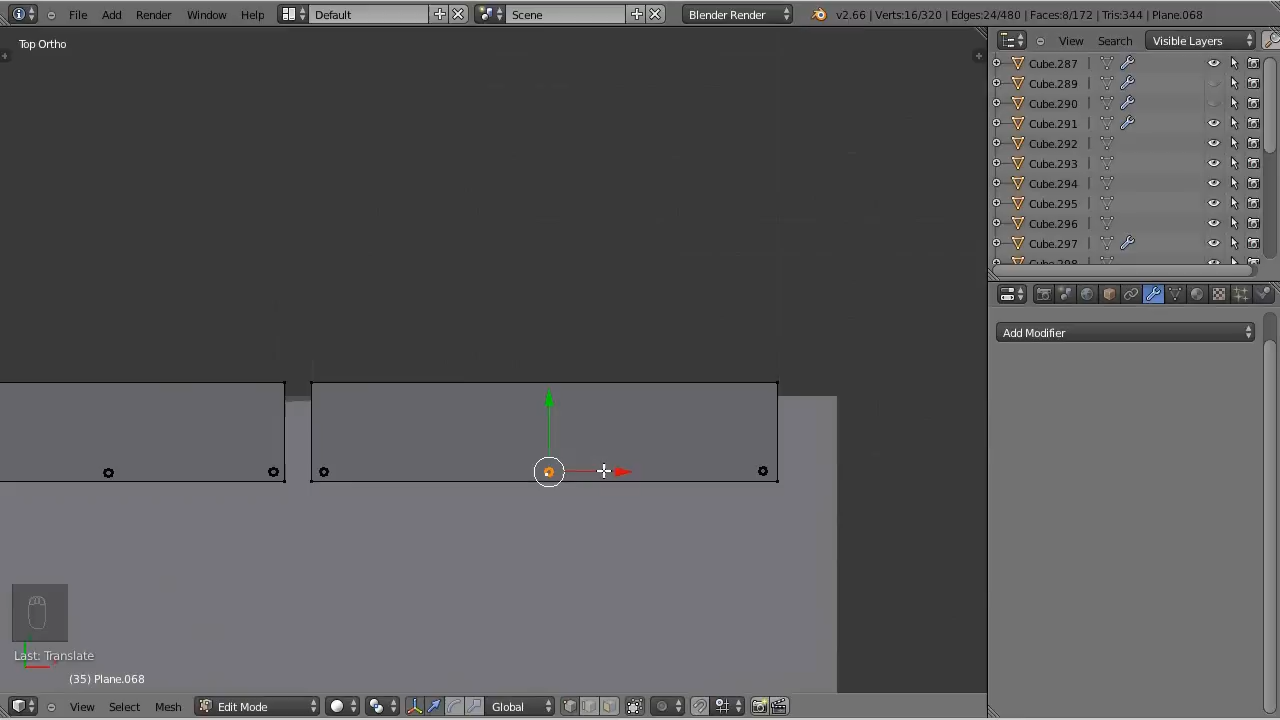 File Add Render Window Help Default Scene Blender Render v2.66 | Verts:16/320 | Edges:24/480 | Faces:8/172 | Tris:344 | Plane.068
Top Ortho
View Search Visible Layers
Cube.287
Cube.289
Cube.290
Cube.291
Cube.292
Cube.293
Cube.294
Cube.295
Cube.296
Cube.297
Cube.298
Add Modifier
Last: Translate
(35) Plane.068
View Select Mesh Edit Mode Global